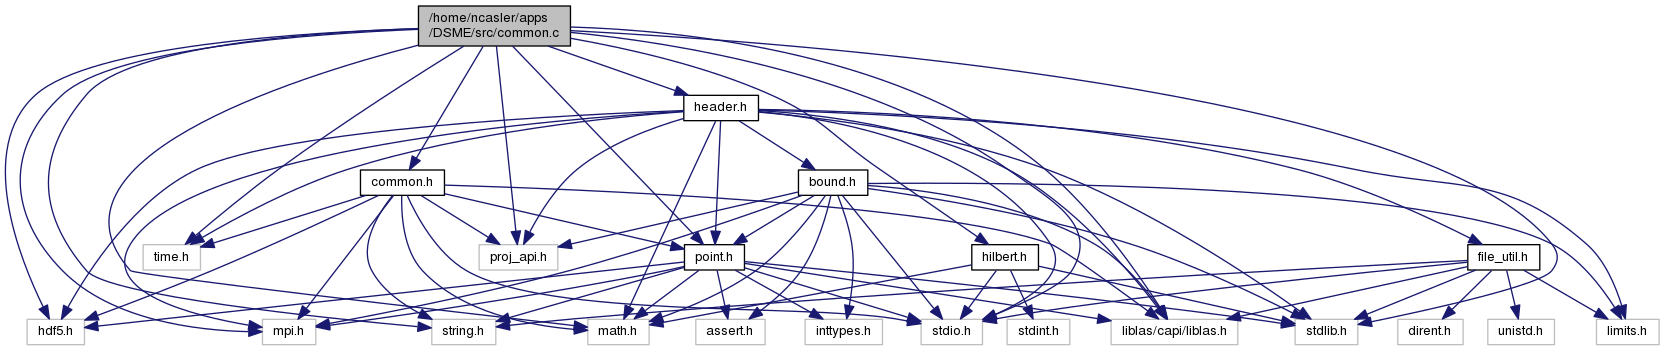 /home/ncasler/apps
/DSME/src/common.c
header.h
common.h
bound.h
time.h
proj_api.h
point.h
hilbert.h
file_util.h
hdf5.h
mpi.h
string.h
math.h
assert.h
inttypes.h
stdio.h
stdint.h
liblas/capi/liblas.h
stdlib.h
dirent.h
unistd.h
limits.h